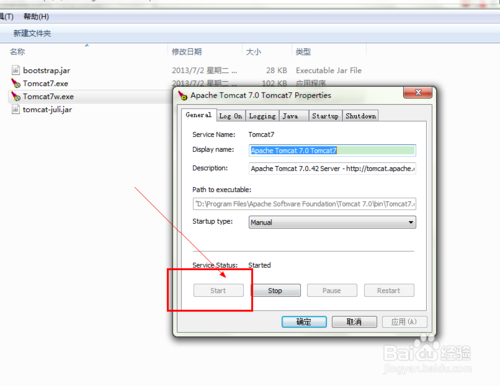 具(T) 帮助(H)
新建文件夹
名称 修改日期 大小 类型
bootstrap.jar 2013/7/2 星期二 ... 28 KB Executable Jar File
Tomcat7.exe 2013/7/2 星期二 ... 102 KB 应用程序
Tomcat7w.exe
tomcat-juli.jar
Apache Tomcat 7.0 Tomcat7 Properties
General Log On Logging Java Startup Shutdown
Service Name: Tomcat7
Display name: Apache Tomcat 7.0 Tomcat7
Description: Apache Tomcat 7.0.42 Server - http://tomcat.apache.
Path to executable:
"D:\Program Files\Apache Software Foundation\Tomcat 7.0\bin\Tomcat7.
Startup type: Manual
Service Status: Started
Start Stop Pause Restart
确定 取消 应用(A)
Baidu 经验
jingyan.baidu.com